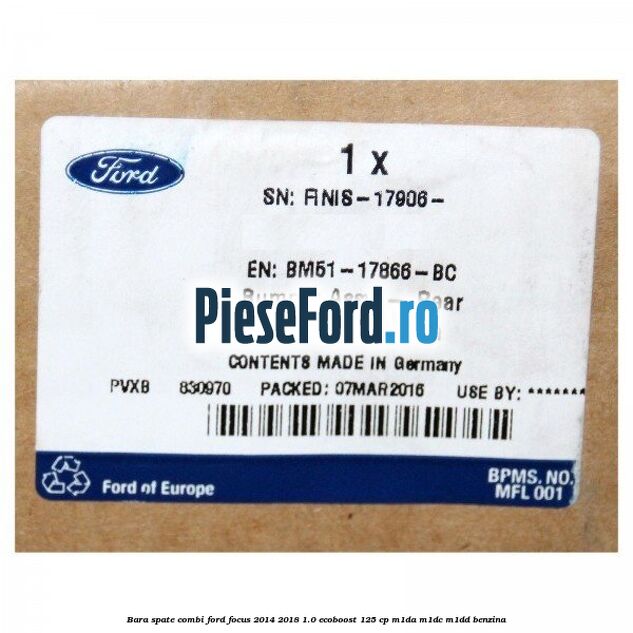 Ford
1 x
SN: FINIS-17906-
EN: BM51-17866-BC
Rear
PieseFord.ro
CONTENTS MADE IN Germany
PVXB 830970 PACKED: 07MAR2016 USE BY: *******
Ford of Europe
BPMS. NO.
MFL 001
Bara spate combi ford focus 2014 2018 1.0 ecoboost 125 cp m1da m1dc m1dd benzina